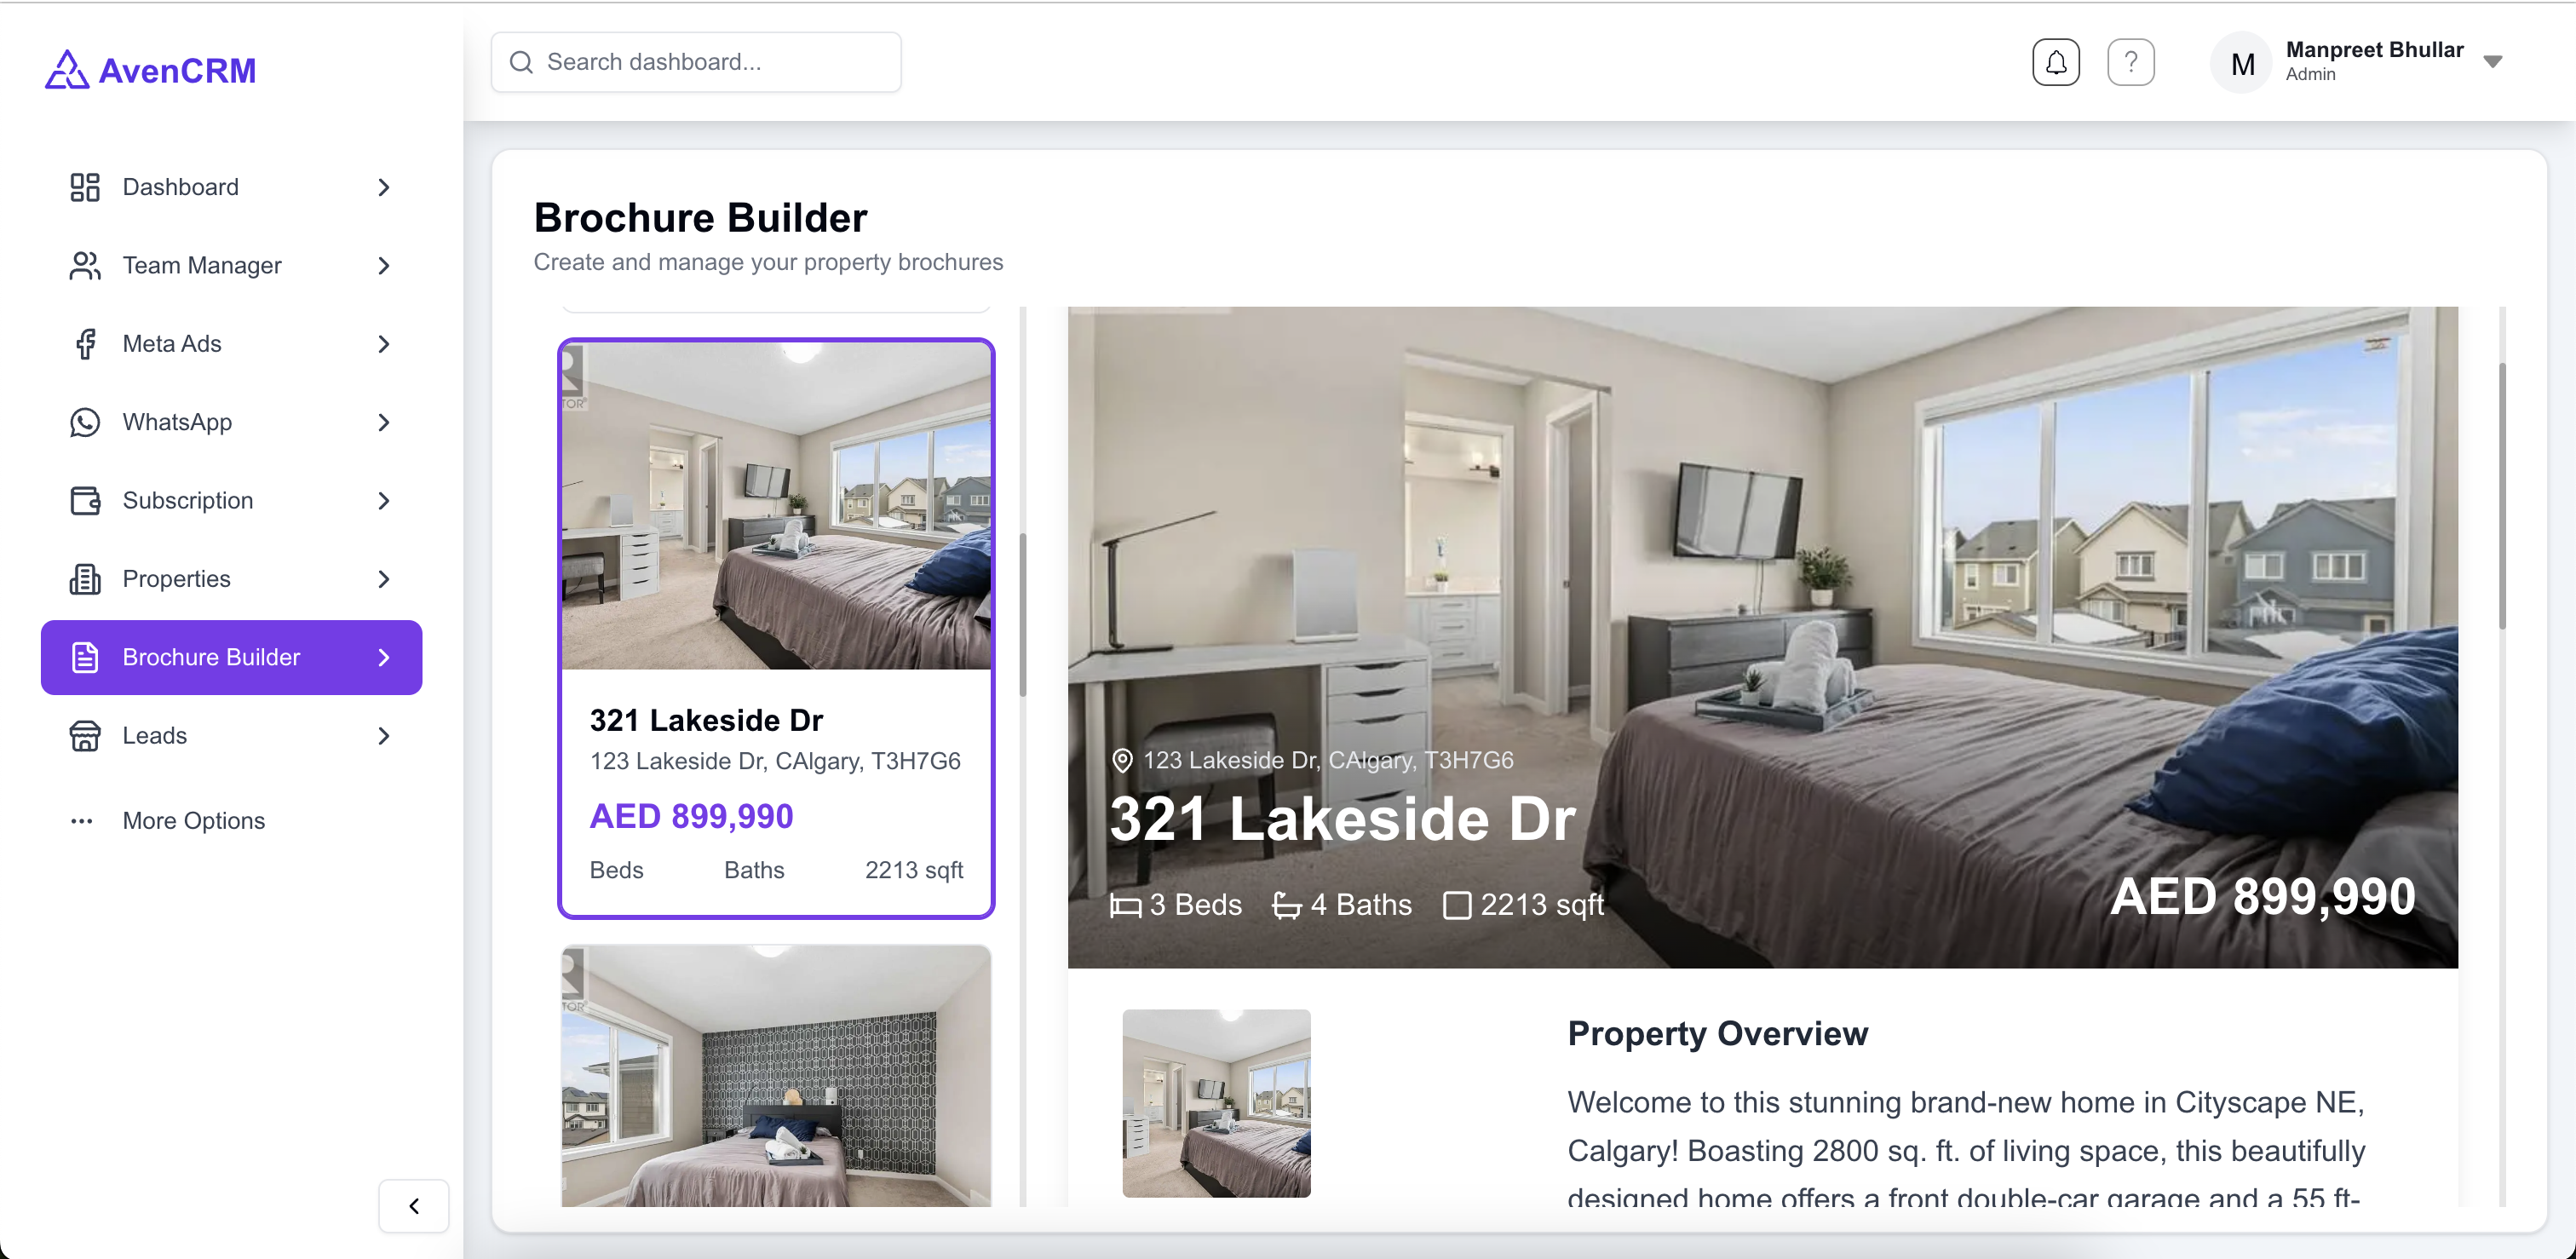 AvenCRM
Search dashboard...
?
M
Manpreet Bhullar
Admin
Dashboard
Team Manager
Meta Ads
WhatsApp
Subscription
Properties
Brochure Builder
Leads
More Options
Brochure Builder
Create and manage your property brochures
R
TOR®
321 Lakeside Dr
123 Lakeside Dr, CAlgary, T3H7G6
AED 899,990
Beds Baths 2213 sqft
R
TOR®
123 Lakeside Dr, CAlgary, T3H7G6
321 Lakeside Dr
3 Beds 4 Baths 2213 sqft
AED 899,990
Property Overview
Welcome to this stunning brand-new home in Cityscape NE,
Calgary! Boasting 2800 sq. ft. of living space, this beautifully
designed home offers a front double-car garage and a 55 ft-